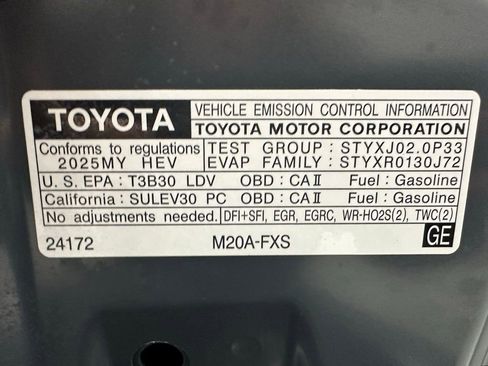 TOYOTA VEHICLE EMISSION CONTROL INFORMATION
TOYOTA MOTOR CORPORATION
Conforms to regulations TEST GROUP : STYXJ02.0P33
2025MY HEV EVAP FAMILY : STYXR0130J72
U. S. EPA : T3B30 LDV OBD : CAⅡ Fuel : Gasoline
California : SULEV30 PC OBD : CAⅡ Fuel : Gasoline
No adjustments needed. DFI+SFI, EGR, EGRC, WR-HO2S(2), TWC(2)
24172 M20A-FXS GE